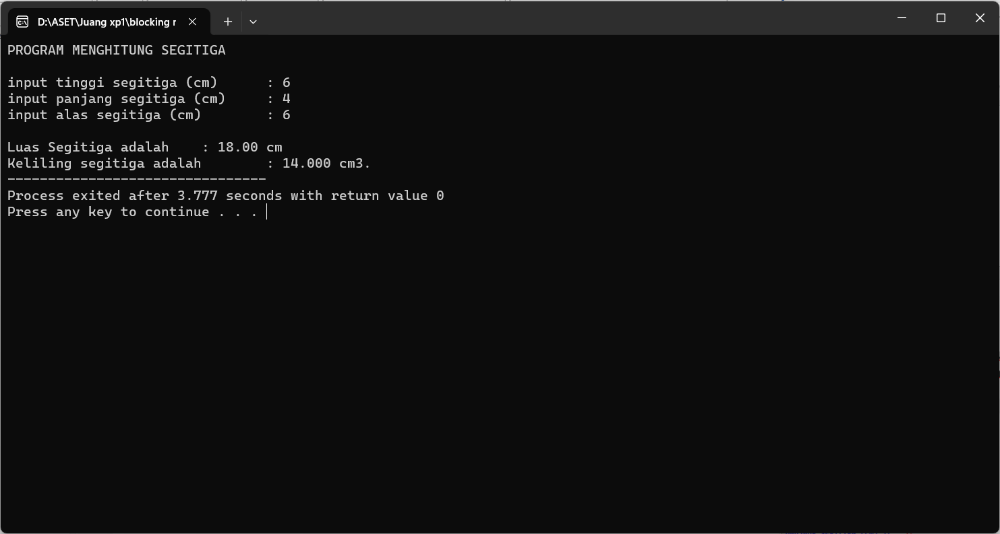 D:\ASET\Juang xp1\blocking r
PROGRAM MENGHITUNG SEGITIGA
input tinggi segitiga (cm) : 6
input panjang segitiga (cm) : 4
input alas segitiga (cm) : 6
Luas Segitiga adalah : 18.00 cm
Keliling segitiga adalah : 14.000 cm3.
--------------------------------
Process exited after 3.777 seconds with return value 0
Press any key to continue . . .